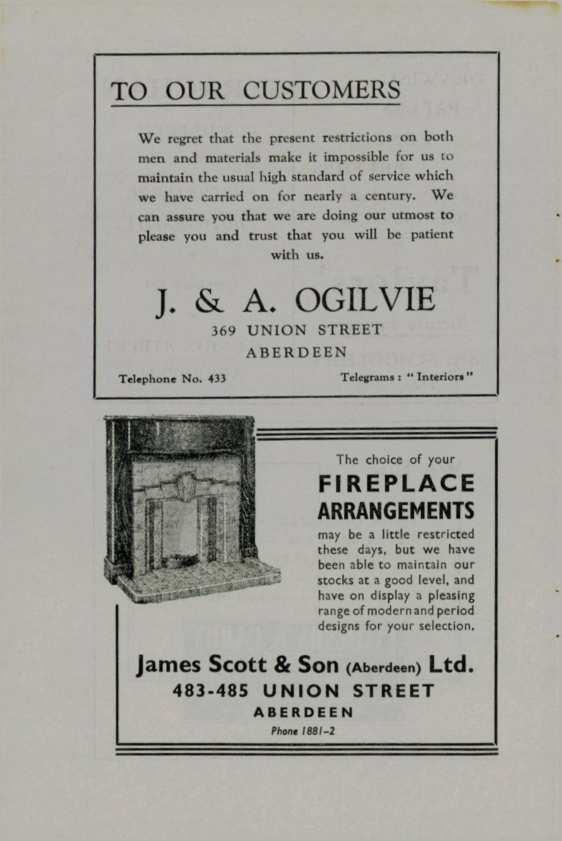 TO OUR CUSTOMERS
We regret that the present restrictions on both
men and materials make it impossible for us to
maintain the usual high standard of service which
we have carried on for nearly a century. We
can assure you that we are doing our utmost to
please you and trust that you will be patient
with us.
J. & A. OGILVIE
369 UNION STREET
ABERDEEN
Telephone No. 433 Telegrams : " Interiors "
The choice of your
FIREPLACE
ARRANGEMENTS
may be a little restricted
these days, but we have
been able to maintain our
stocks at a good level, and
have on display a pleasing
range of modern and period
designs for your selection.
James Scott & Son (Aberdeen) Ltd.
483-485 UNION STREET
ABERDEEN
Phone 1881-2